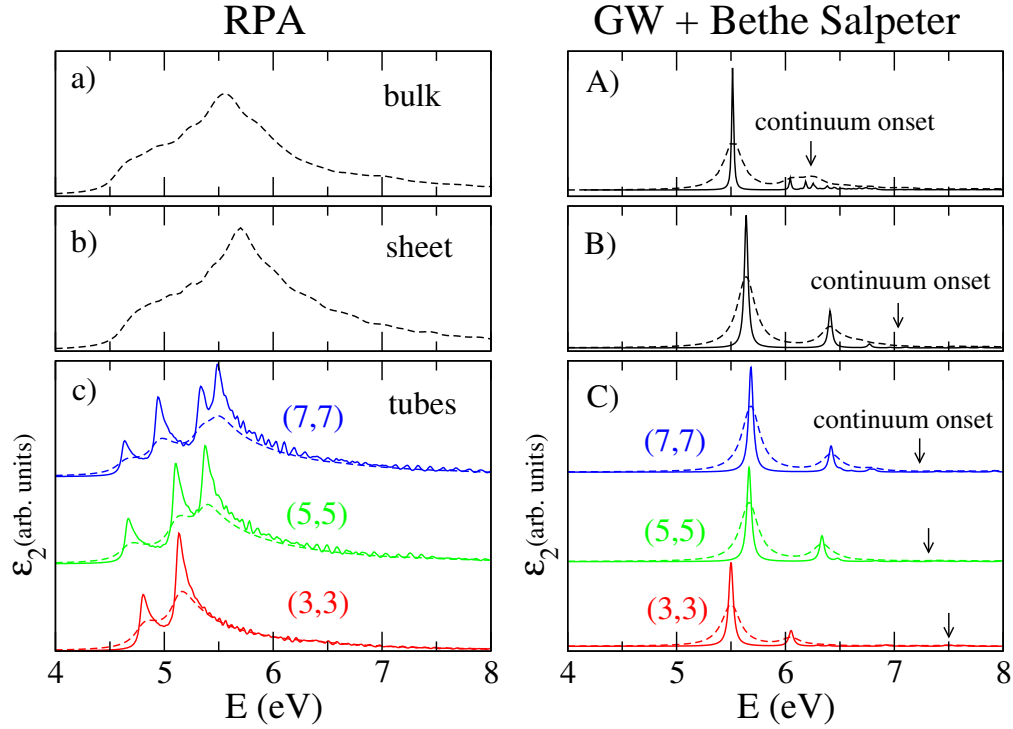 RPA
GW + Bethe Salpeter
a)
bulk
A)
continuum onset
b)
sheet
B)
continuum onset
c)
tubes
(7,7)
(5,5)
(3,3)
C)
continuum onset
(7,7)
(5,5)
(3,3)
ε2 (arb. units)
ε2 (arb. units)
4 5 6 7 8
4 5 6 7 8
E (eV)
E (eV)